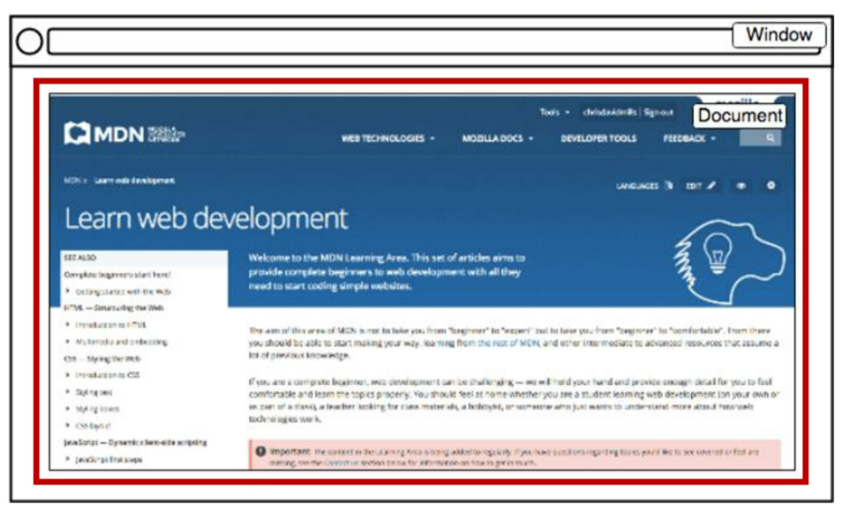 Window
Document
Tools chrisdavidmills Sign out
MDN
WEB TECHNOLOGIES MOZILLA DOCS DEVELOPER TOOLS FEEDBACK
MDN Learn web development
LANGUAGES EDIT
Learn web development
SEE ALSO
Complete beginners start here!
Getting started with the Web
HTML — Structuring the Web
Introduction to HTML
Multimedia and embedding
CSS — Styling the Web
Introduction to CSS
Styling text
Styling boxes
CSS layout
JavaScript — Dynamic client-side scripting
JavaScript first steps
Welcome to the MDN Learning Area. This set of articles aims to
provide complete beginners to web development with all they
need to start coding simple websites.
The aim of this area of MDN is not to take you from "beginner" to "expert" but to take you from "beginner" to "comfortable". From there
you should be able to start making your way, learning from the rest of MDN, and other intermediate to advanced resources that assume a
lot of previous knowledge.
If you are a complete beginner, web development can be challenging — we will hold your hand and provide enough detail for you to feel
comfortable and learn the topics properly. You should feel at home whether you are a student learning web development (on your own or
as part of a class), a teacher looking for class materials, a hobbyist, or someone who just wants to understand more about how web
technologies work.
Important: The content in the Learning Area is being added to regularly. If you have questions regarding topics you'd like to see covered or feel are
missing, see the Contact us section below for information on how to get in touch.